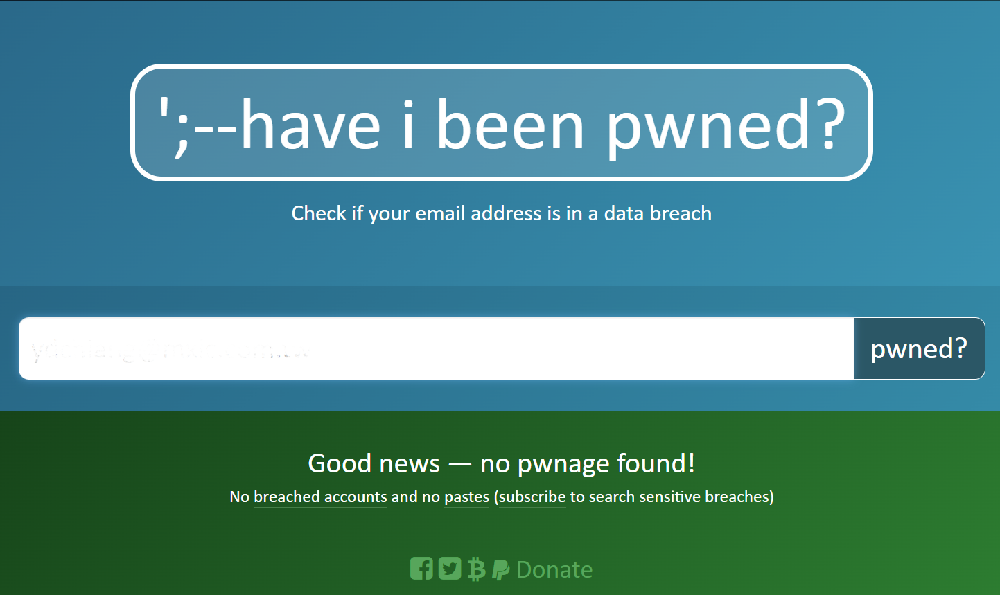 ';--have i been pwned?
Check if your email address is in a data breach
pwned?
Good news — no pwnage found!
No breached accounts and no pastes (subscribe to search sensitive breaches)
Donate